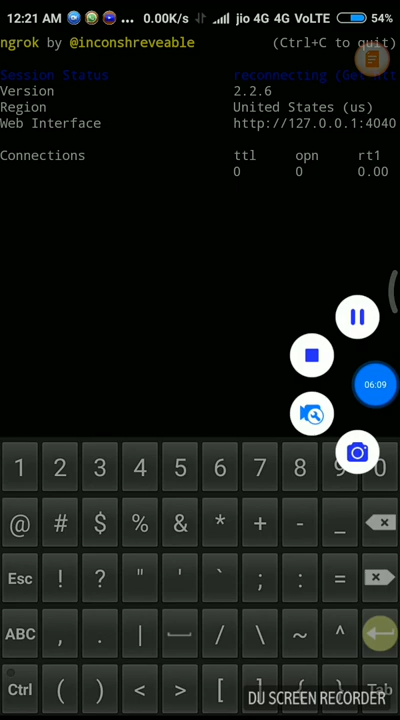 12:21 AM ... 0.00K/s jio 4G 4G VoLTE 54%
ngrok by @inconshreveable (Ctrl+C to quit)
Session Status reconnecting (Get htt
Version 2.2.6
Region United States (us)
Web Interface http://127.0.0.1:4040
Connections ttl opn rt1
0 0 0.00
06:09
1 2 3 4 5 6 7 8 9 0
@ # $ % & * + - _
Esc ! ? " ' ` ; : =
ABC , . | / \ ~ ^
Ctrl ( ) < > [ ] { } Tab
DU SCREEN RECORDER